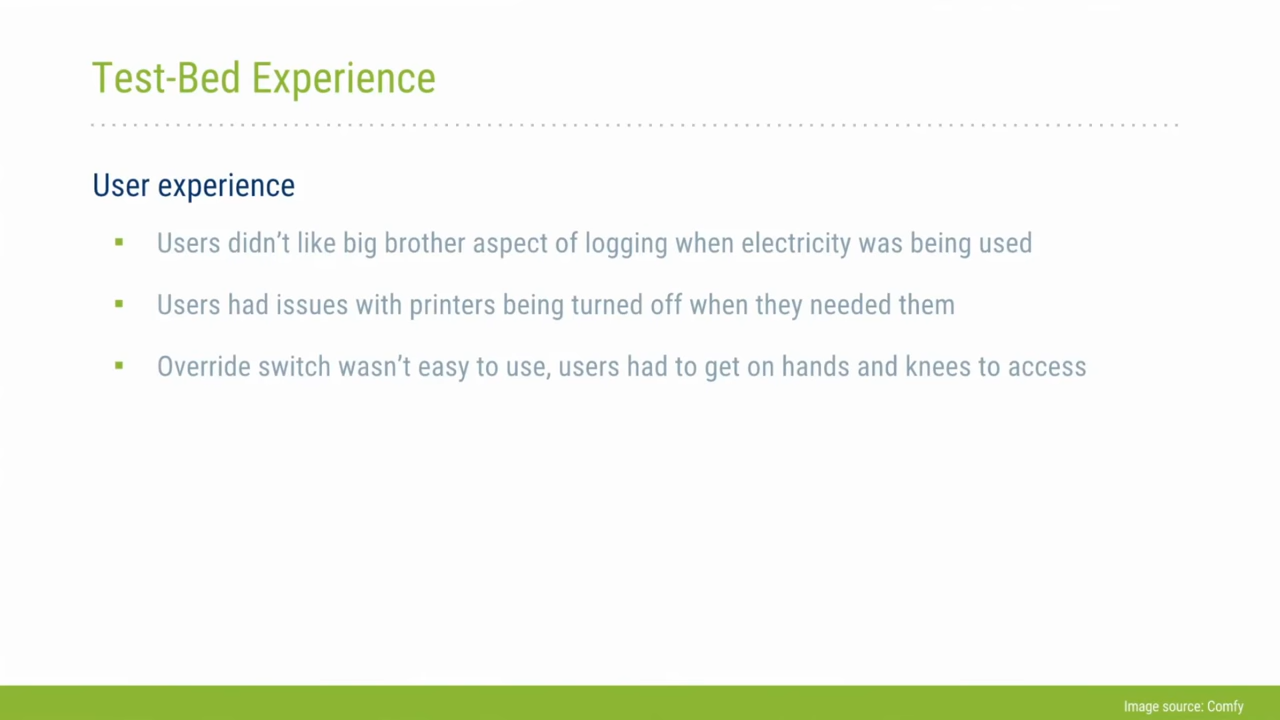 Test-Bed Experience
User experience
Users didn’t like big brother aspect of logging when electricity was being used
Users had issues with printers being turned off when they needed them
Override switch wasn’t easy to use, users had to get on hands and knees to access
Image source: Comfy